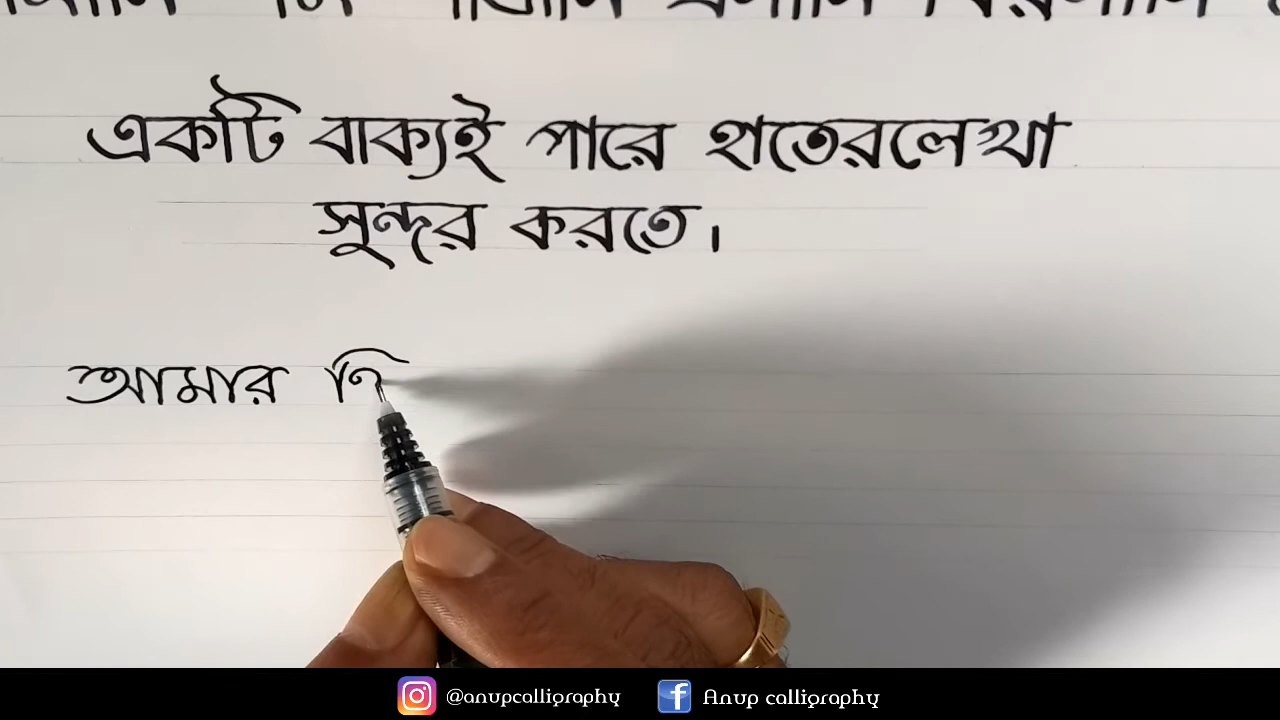 একটি বাক্যই পারে হাতেরলেখা
সুন্দর করতে।
আমার
@anupcalligraphy Anup calligraphy